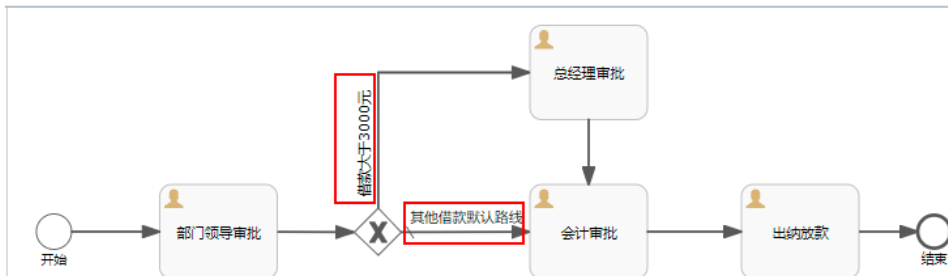 总经理审批
借款大于3000元
其他借款默认路线
部门领导审批
会计审批
出纳放款
开始
结束